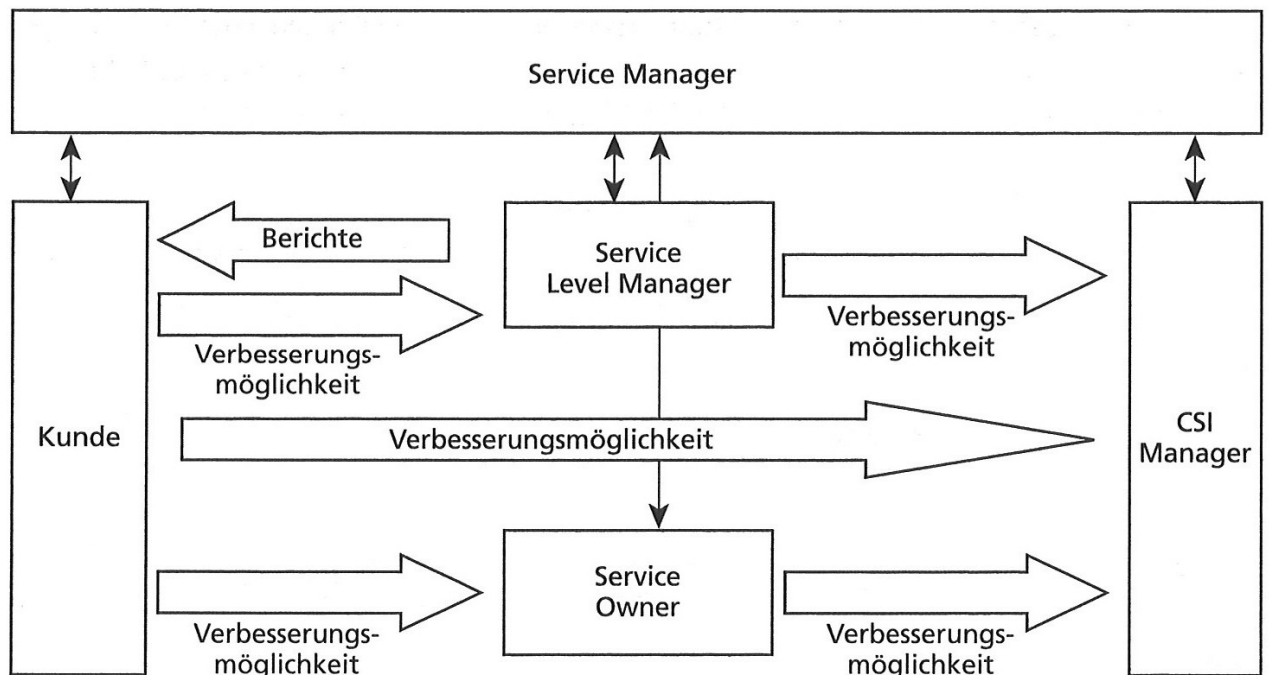 Service Manager
Berichte
Service
Level Manager
Verbesserungs-
möglichkeit
Verbesserungs-
möglichkeit
Kunde
Verbesserungsmöglichkeit
CSI
Manager
Service
Owner
Verbesserungs-
möglichkeit
Verbesserungs-
möglichkeit